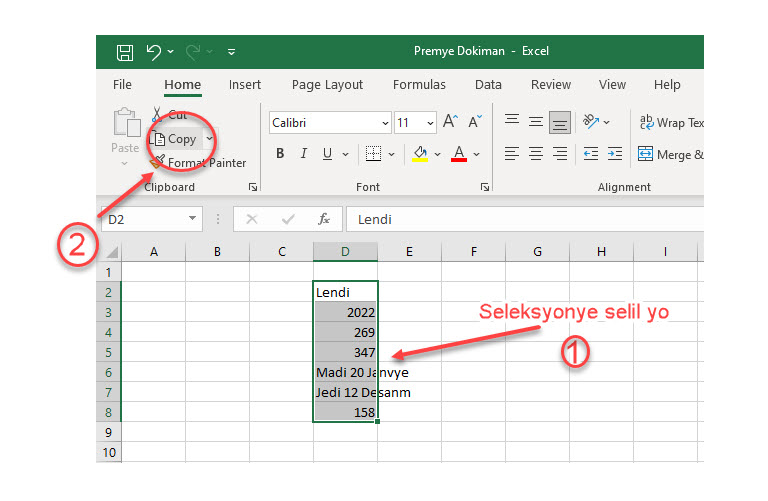 Premye Dokiman - Excel
File Home Insert Page Layout Formulas Data Review View Help
Paste
Cut
Copy
Format Painter
Clipboard
Calibri 11 A A
B I U A
Font
ab Wrap Tex
Merge &
Alignment
D2 fx Lendi
A B C D E F G H I
1
2 Lendi
3 2022
4 269
5 347
6 Madi 20 Janvye
7 Jedi 12 Desanm
8 158
9
10
Seleksyonye selil yo
1
2